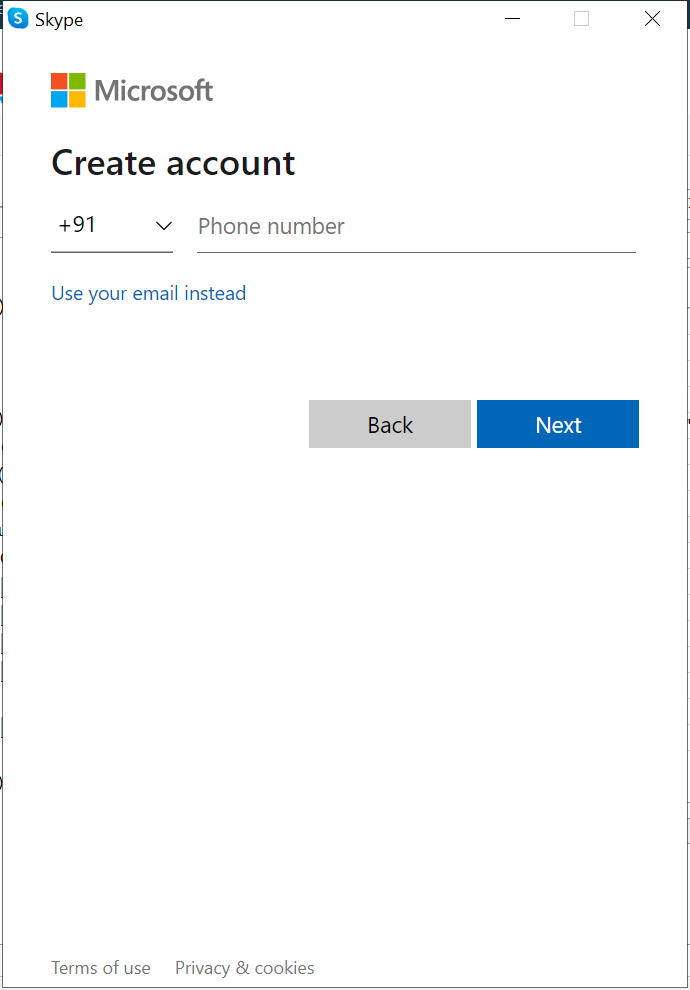 Skype
Microsoft
Create account
+91 Phone number
Use your email instead
Back Next
Terms of use Privacy & cookies